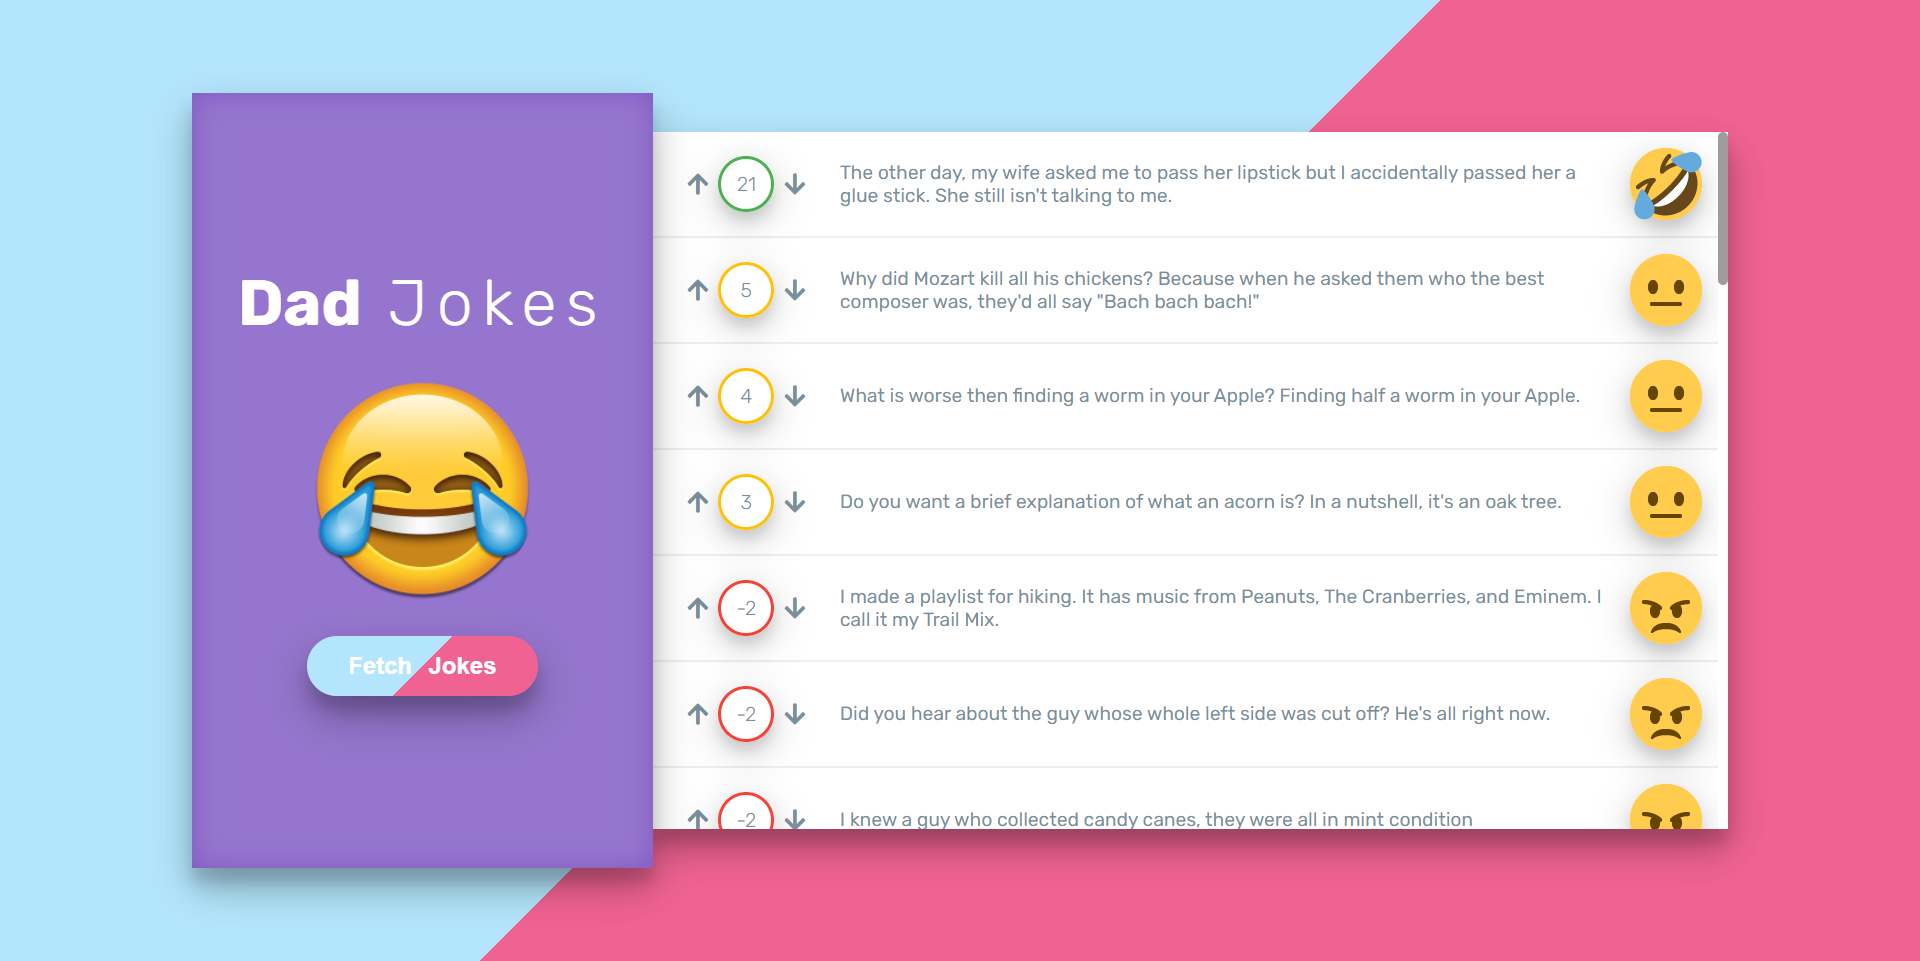 Dad Jokes
Fetch Jokes
21
The other day, my wife asked me to pass her lipstick but I accidentally passed her a
glue stick. She still isn't talking to me.
5
Why did Mozart kill all his chickens? Because when he asked them who the best
composer was, they'd all say "Bach bach bach!"
4
What is worse then finding a worm in your Apple? Finding half a worm in your Apple.
3
Do you want a brief explanation of what an acorn is? In a nutshell, it's an oak tree.
-2
I made a playlist for hiking. It has music from Peanuts, The Cranberries, and Eminem. I
call it my Trail Mix.
-2
Did you hear about the guy whose whole left side was cut off? He's all right now.
-2
I knew a guy who collected candy canes, they were all in mint condition